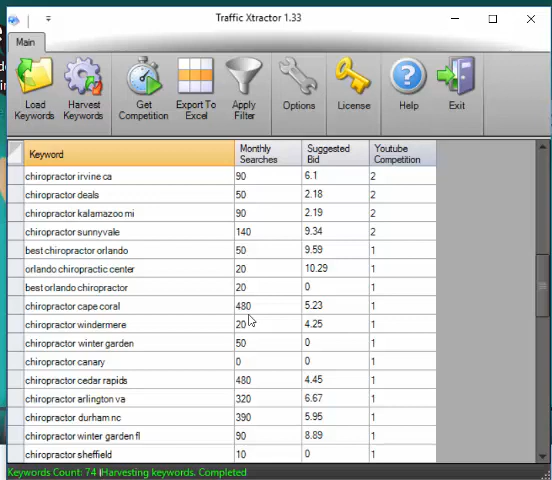 Traffic Xtractor 1.33
Main
Load Keywords
Harvest Keywords
Get Competition
Export To Excel
Apply Filter
Options
License
Help
Exit
Keyword Monthly Searches Suggested Bid Youtube Competition
chiropractor irvine ca 90 6.1 2
chiropractor deals 50 2.18 2
chiropractor kalamazoo mi 90 2.19 2
chiropractor sunnyvale 140 9.34 2
best chiropractor orlando 50 9.59 1
orlando chiropractic center 20 10.29 1
best orlando chiropractor 20 0 1
chiropractor cape coral 480 5.23 1
chiropractor windermere 20 4.25 1
chiropractor winter garden 50 0 1
chiropractor canary 0 0 1
chiropractor cedar rapids 480 4.45 1
chiropractor arlington va 320 6.67 1
chiropractor durham nc 390 5.95 1
chiropractor winter garden fl 90 8.89 1
chiropractor sheffield 10 0 1
Keywords Count: 74 Harvesting keywords. Completed